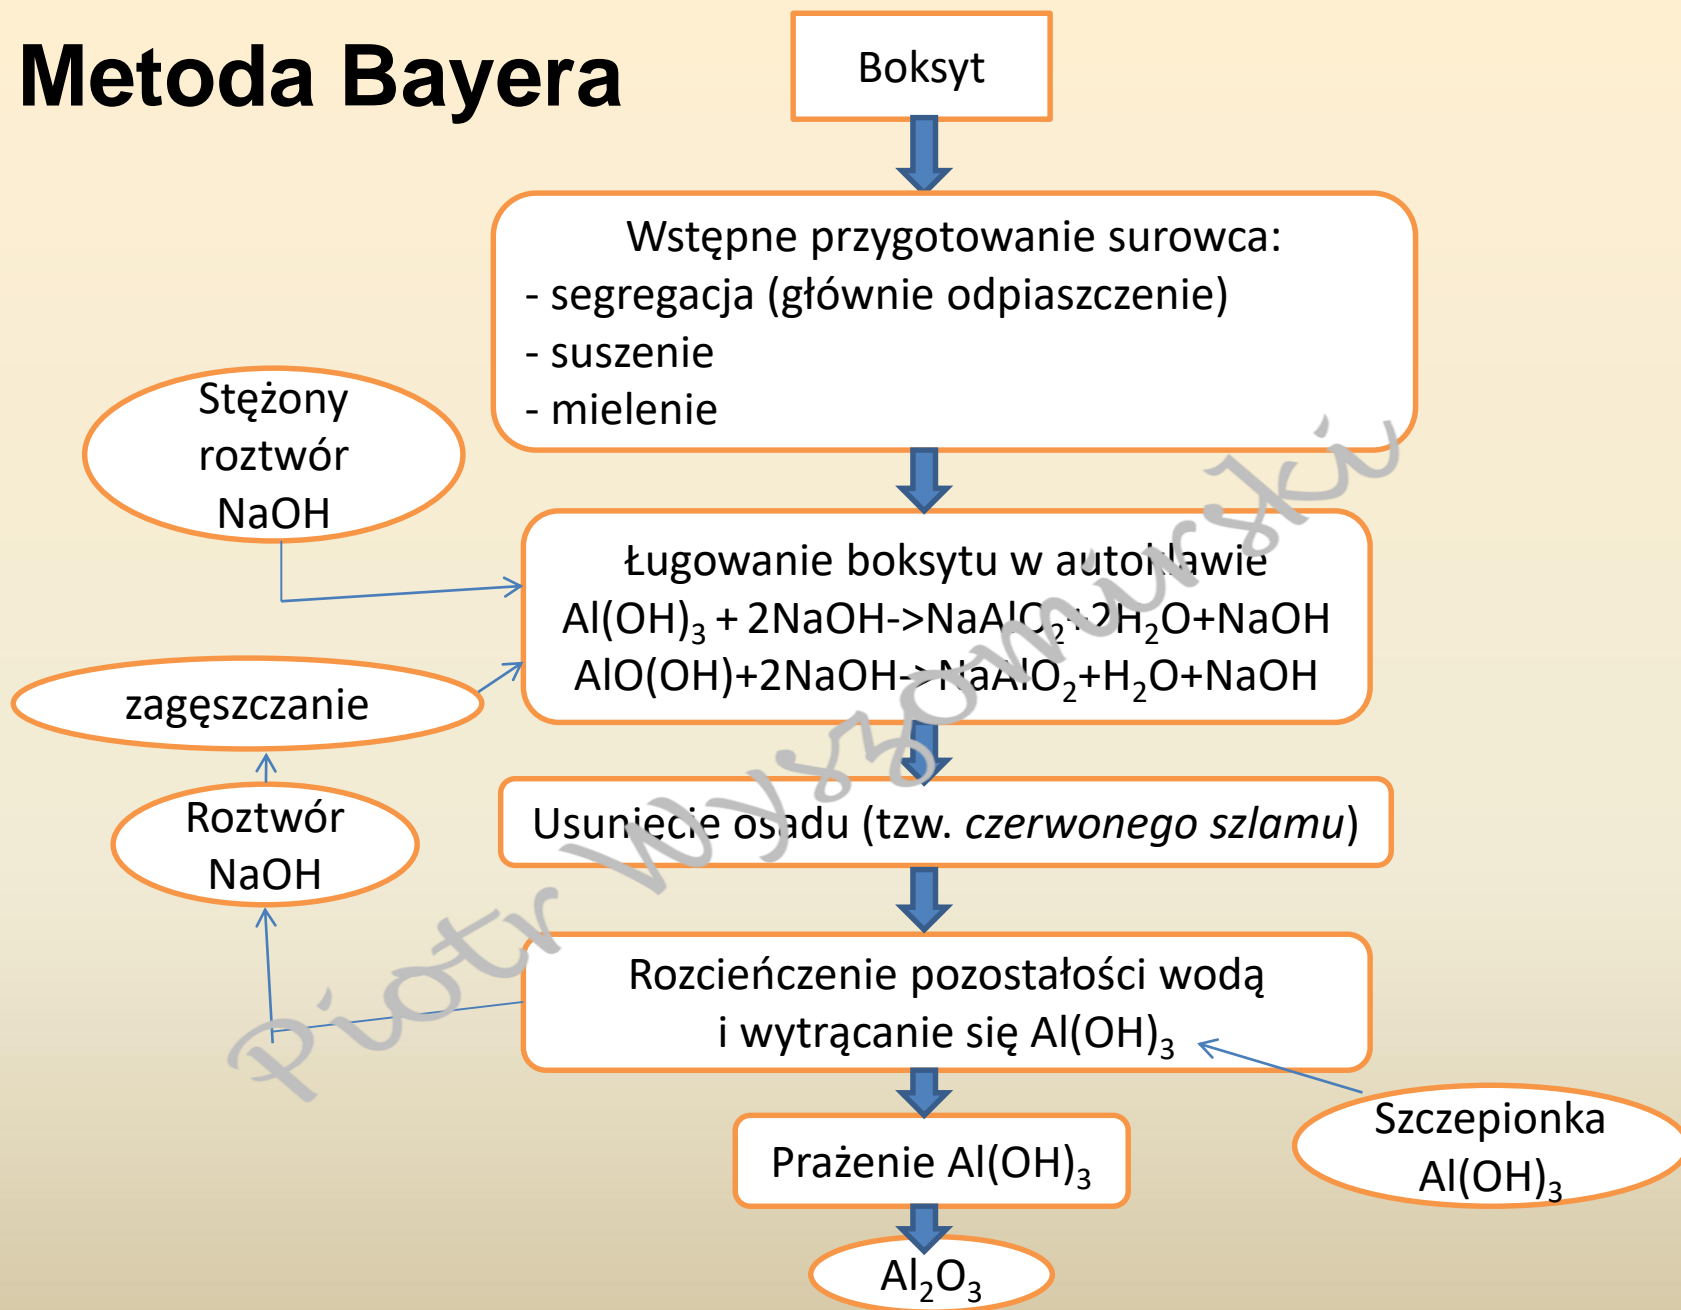 Metoda Bayera
Boksyt
Wstępne przygotowanie surowca:
- segregacja (głównie odpiaszczenie)
- suszenie
- mielenie
Stężony
roztwór
NaOH
Ługowanie boksytu w autoklawie
Al(OH)₃ + 2NaOH->NaAlO₂+2H₂O+NaOH
AlO(OH)+2NaOH->NaAlO₂+H₂O+NaOH
zagęszczanie
Roztwór
NaOH
Usunięcie osadu (tzw. czerwonego szlamu)
Rozcieńczenie pozostałości wodą
i wytrącanie się Al(OH)₃
Szczepionka
Al(OH)₃
Prażenie Al(OH)₃
Al₂O₃
Piotr Wyszomirski